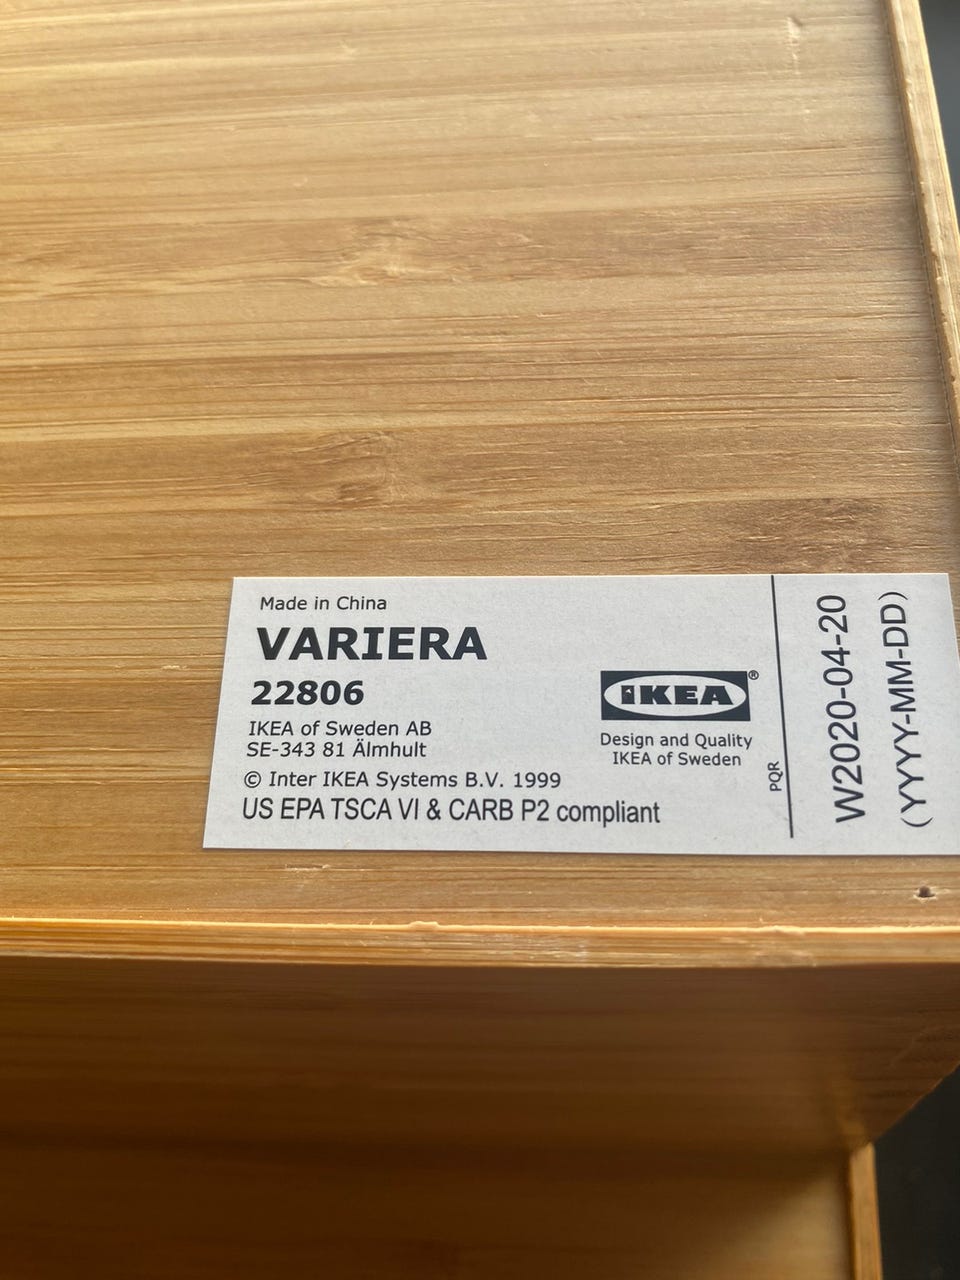 Made in China
VARIERA
22806
IKEA of Sweden AB
SE-343 81 Älmhult
© Inter IKEA Systems B.V. 1999
US EPA TSCA VI & CARB P2 compliant
IKEA®
Design and Quality
IKEA of Sweden
PQR
W2020-04-20
(YYYY-MM-DD)